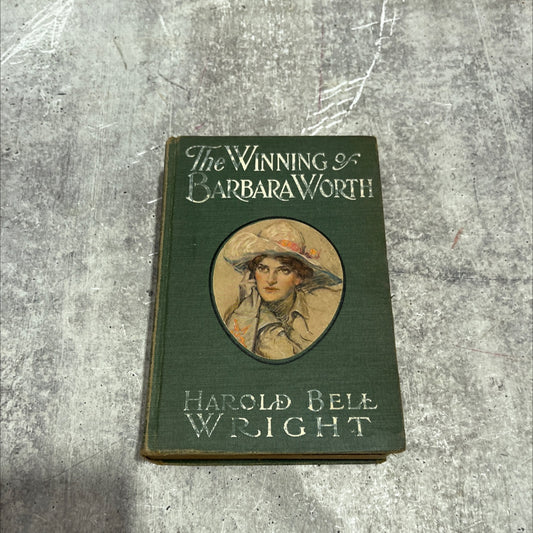 The WINNING of
BARBARA WORTH
HAROLD BELL
WRIGHT